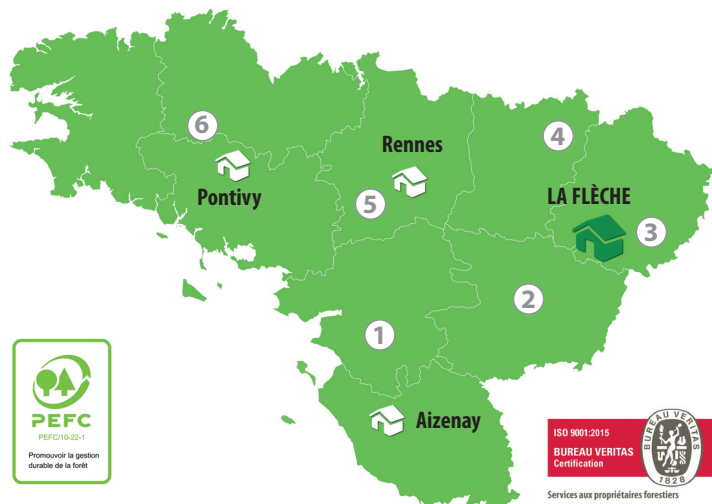 6
Pontivy
Rennes
5
4
LA FLÈCHE
3
2
1
Aizenay
PEFC
PEFC/10-22-1
Promouvoir la gestion
durable de la forêt
ISO 9001:2015
BUREAU VERITAS
Certification
BUREAU VERITAS
1828
Services aux propriétaires forestiers